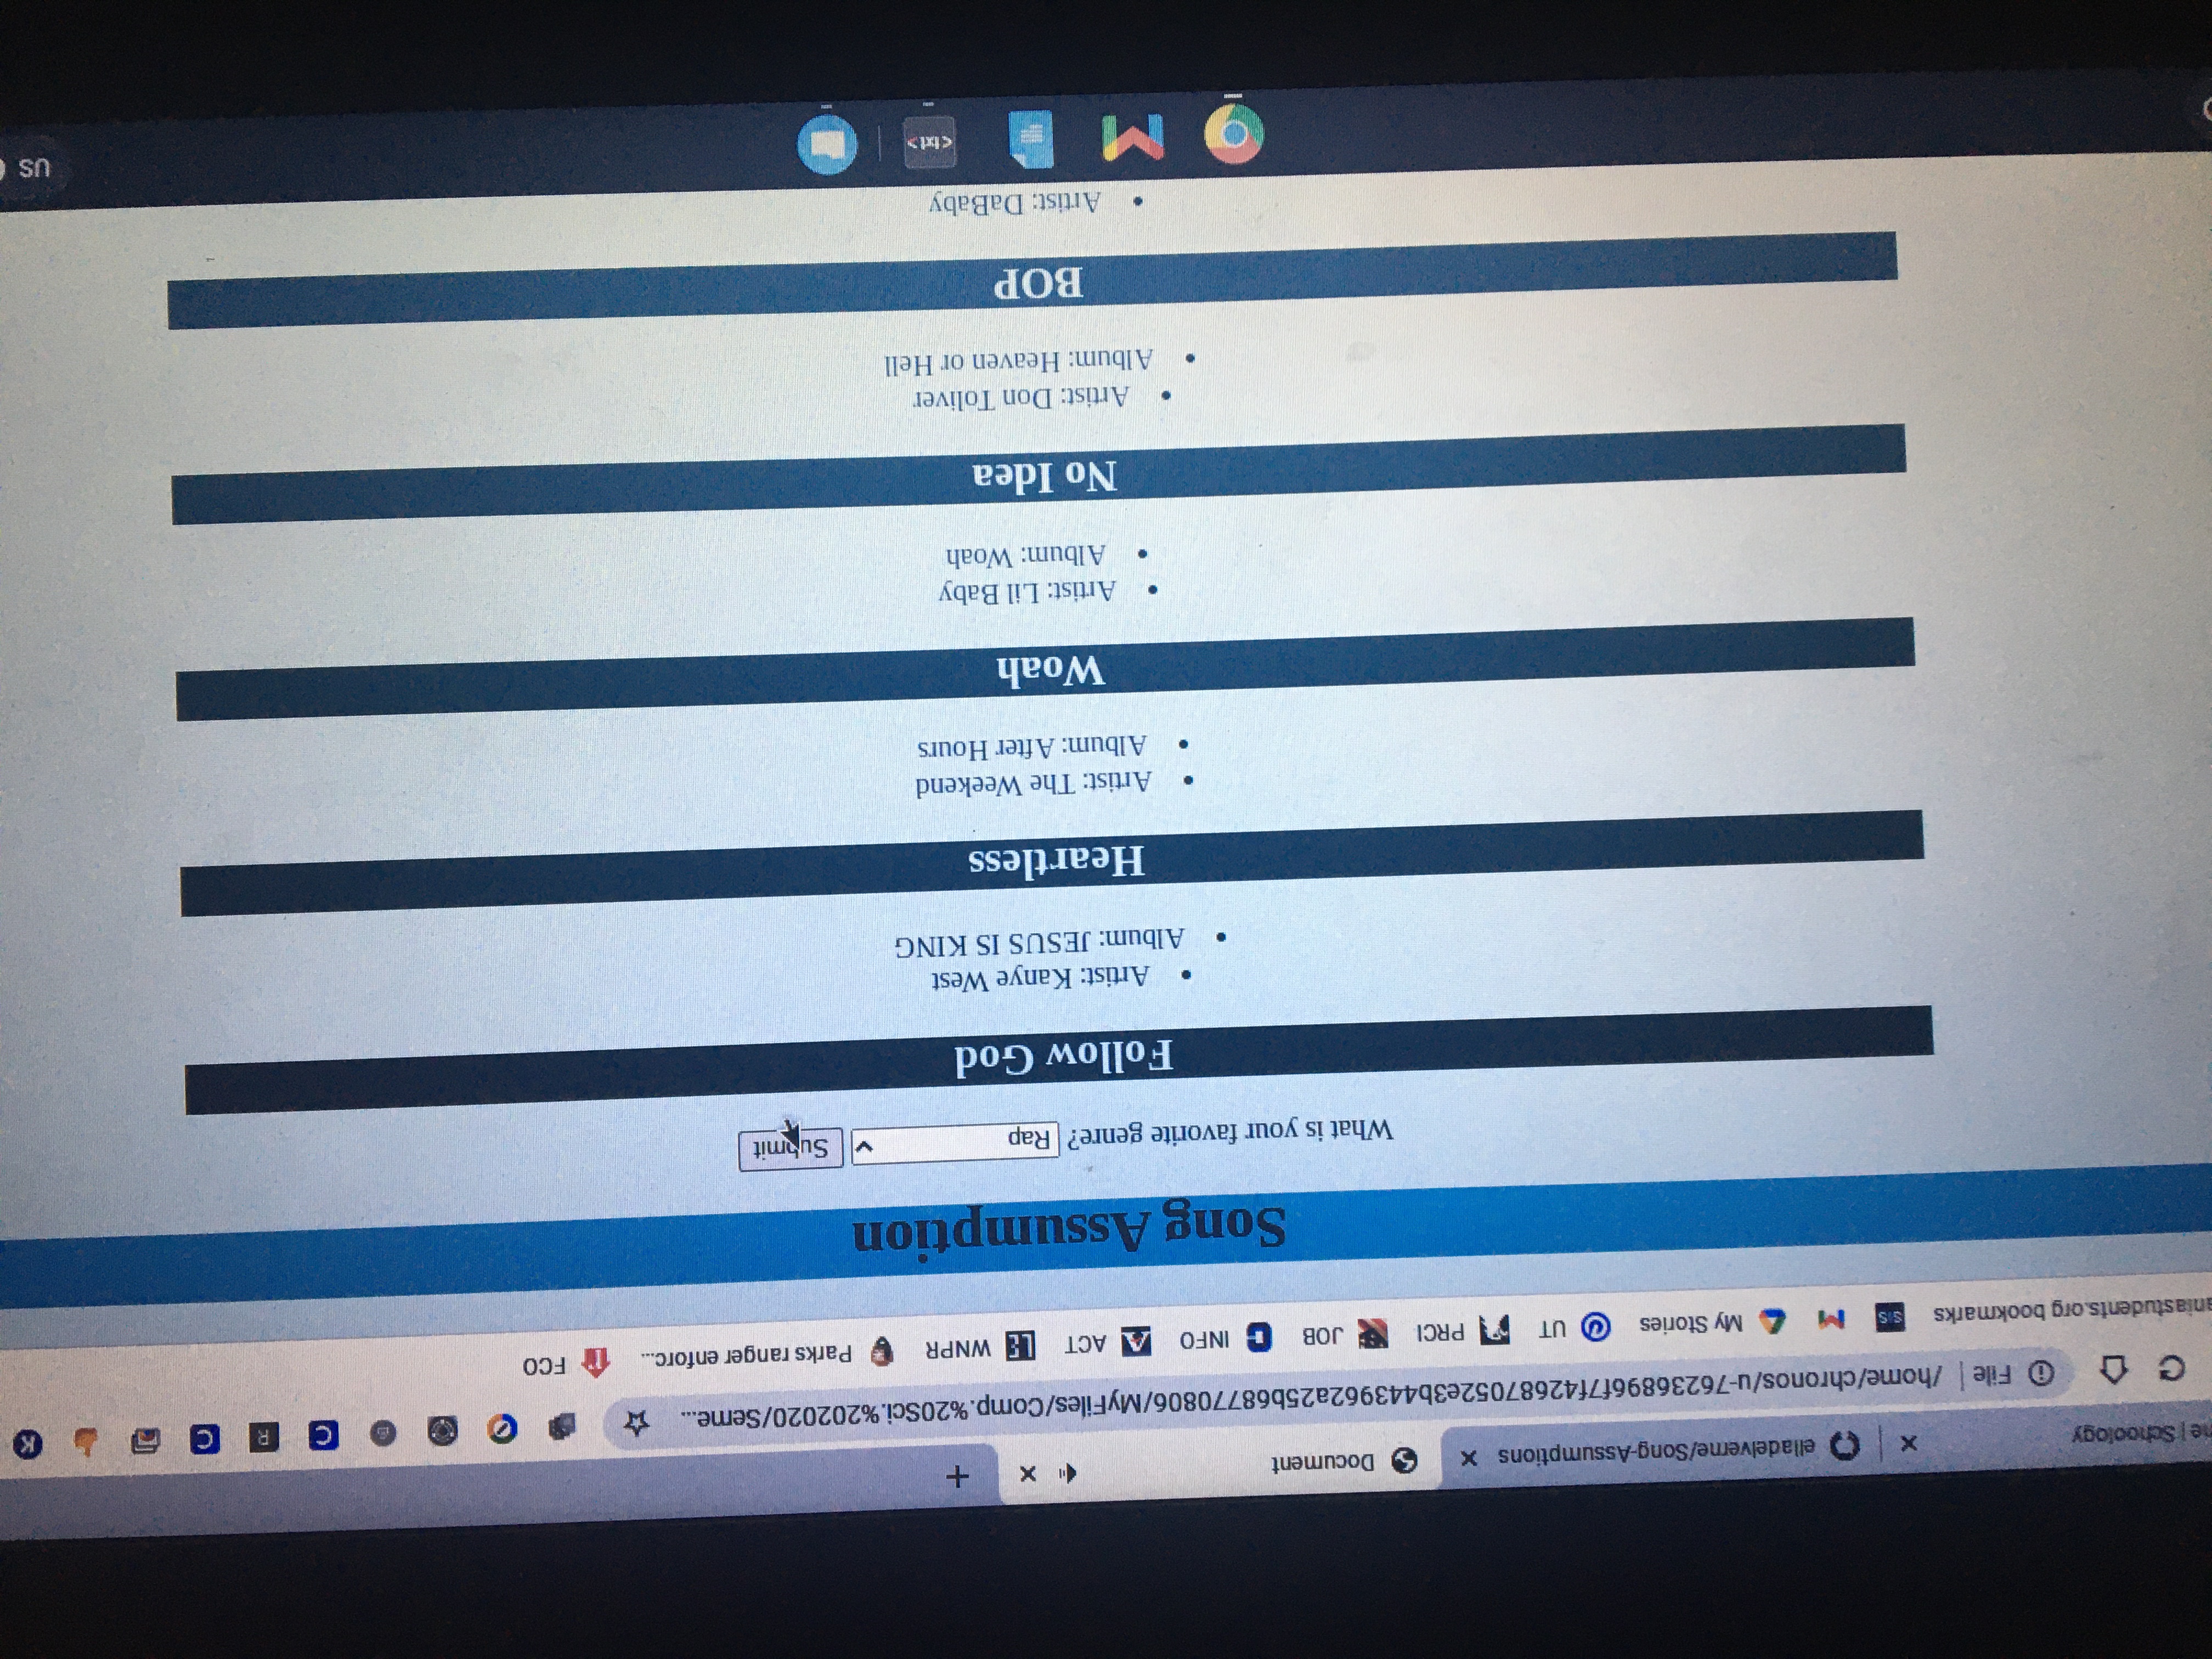 ne | Schoology
elladelverne/Song-Assumptions
Document
File | /home/chronos/u-76236896f7f42687052e3b443962a25b68770806/MyFiles/Comp.%20Sci.%202020/Seme...
C R C K
aniastudents.org bookmarks SIS My Stories UT PRCI JOB INFO ACT LE WNPR Parks ranger enforc... FCO
Song Assumption
What is your favorite genre? Rap Submit
Follow God
• Artist: Kanye West
• Album: JESUS IS KING
Heartless
• Artist: The Weekend
• Album: After Hours
Woah
• Artist: Lil Baby
• Album: Woah
No Idea
• Artist: Don Toliver
• Album: Heaven or Hell
BOP
• Artist: DaBaby
<txt>
US